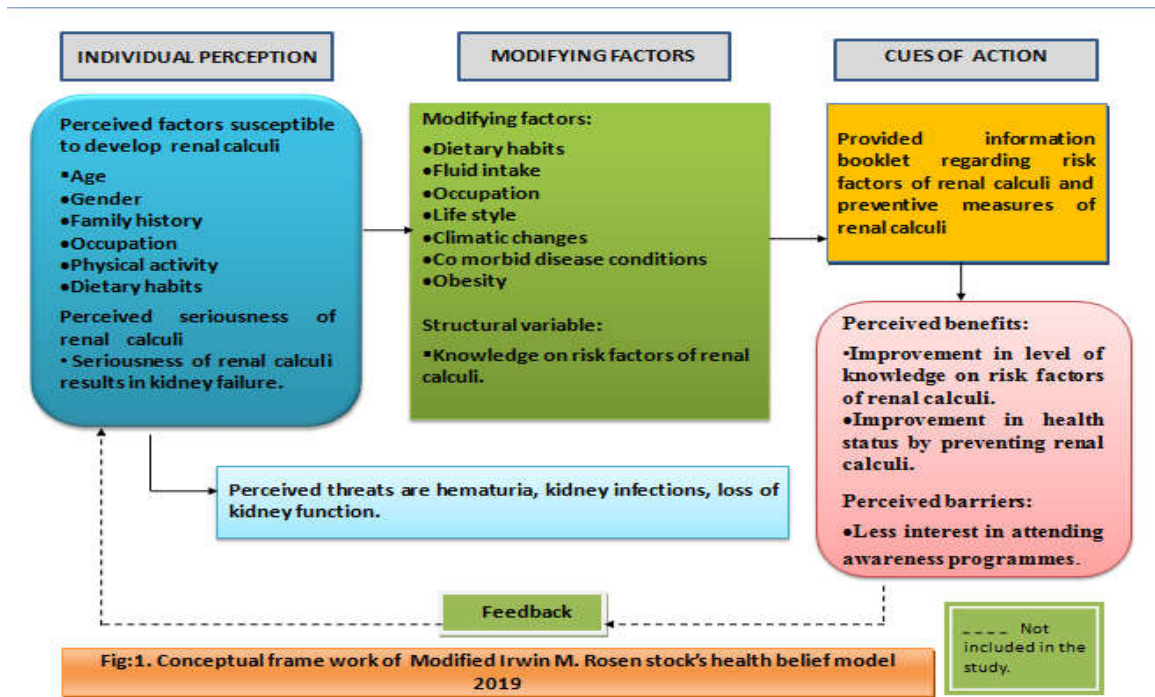 INDIVIDUAL PERCEPTION
Perceived factors susceptible
to develop renal calculi
▪Age
●Gender
●Family history
●Occupation
●Physical activity
●Dietary habits
Perceived seriousness of
renal calculi
• Seriousness of renal calculi
results in kidney failure.
MODIFYING FACTORS
Modifying factors:
●Dietary habits
●Fluid intake
●Occupation
●Life style
●Climatic changes
●Co morbid disease conditions
●Obesity
Structural variable:
▪Knowledge on risk factors of renal
calculi.
CUES OF ACTION
Provided information
booklet regarding risk
factors of renal calculi and
preventive measures of
renal calculi
Perceived benefits:
•Improvement in level of
knowledge on risk factors
of renal calculi.
●Improvement in health
status by preventing renal
calculi.
Perceived barriers:
●Less interest in attending
awareness programmes.
Perceived threats are hematuria, kidney infections, loss of
kidney function.
Feedback
---- Not
included in the
study.
Fig:1. Conceptual frame work of Modified Irwin M. Rosen stock's health belief model
2019